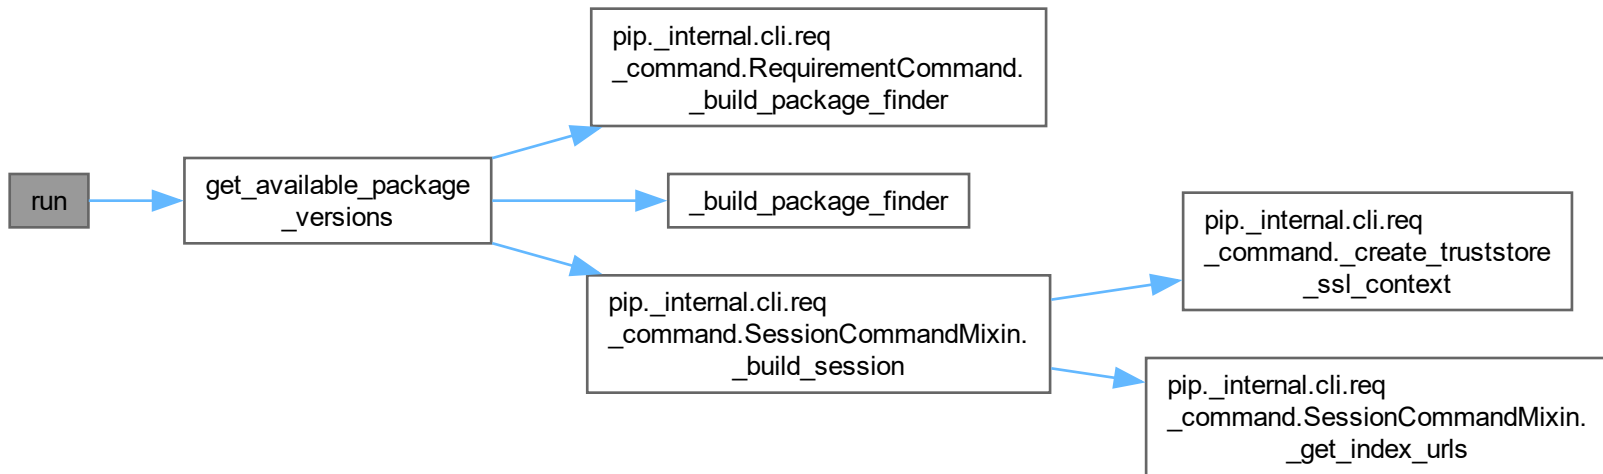 run
get_available_package
_versions
pip._internal.cli.req
_command.RequirementCommand.
_build_package_finder
_build_package_finder
pip._internal.cli.req
_command.SessionCommandMixin.
_build_session
pip._internal.cli.req
_command._create_truststore
_ssl_context
pip._internal.cli.req
_command.SessionCommandMixin.
_get_index_urls